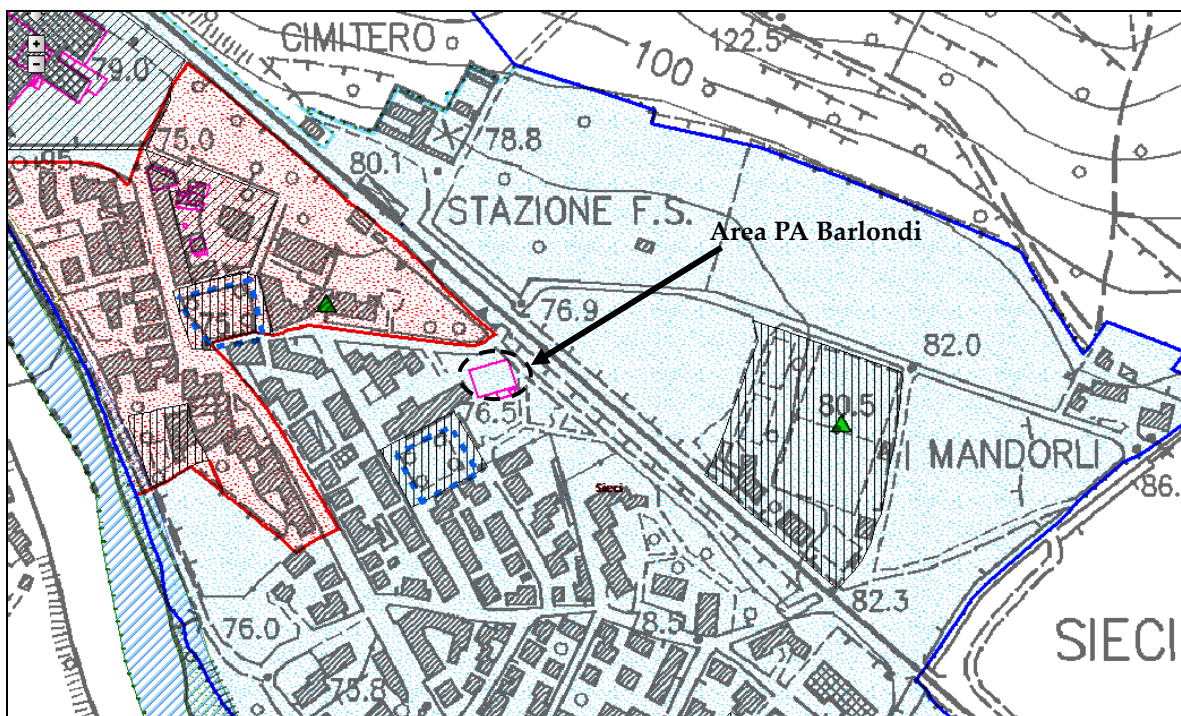 +
CIMITERO
122.5
-
79.0
100
75.0
78.8
80.1
STAZIONE F.S.
Area PA Barlondi
76.9
82.0
76.5
80.5
MANDORLI
Sieci
86.
82.3
76.0
78.5
SIECI
75.8